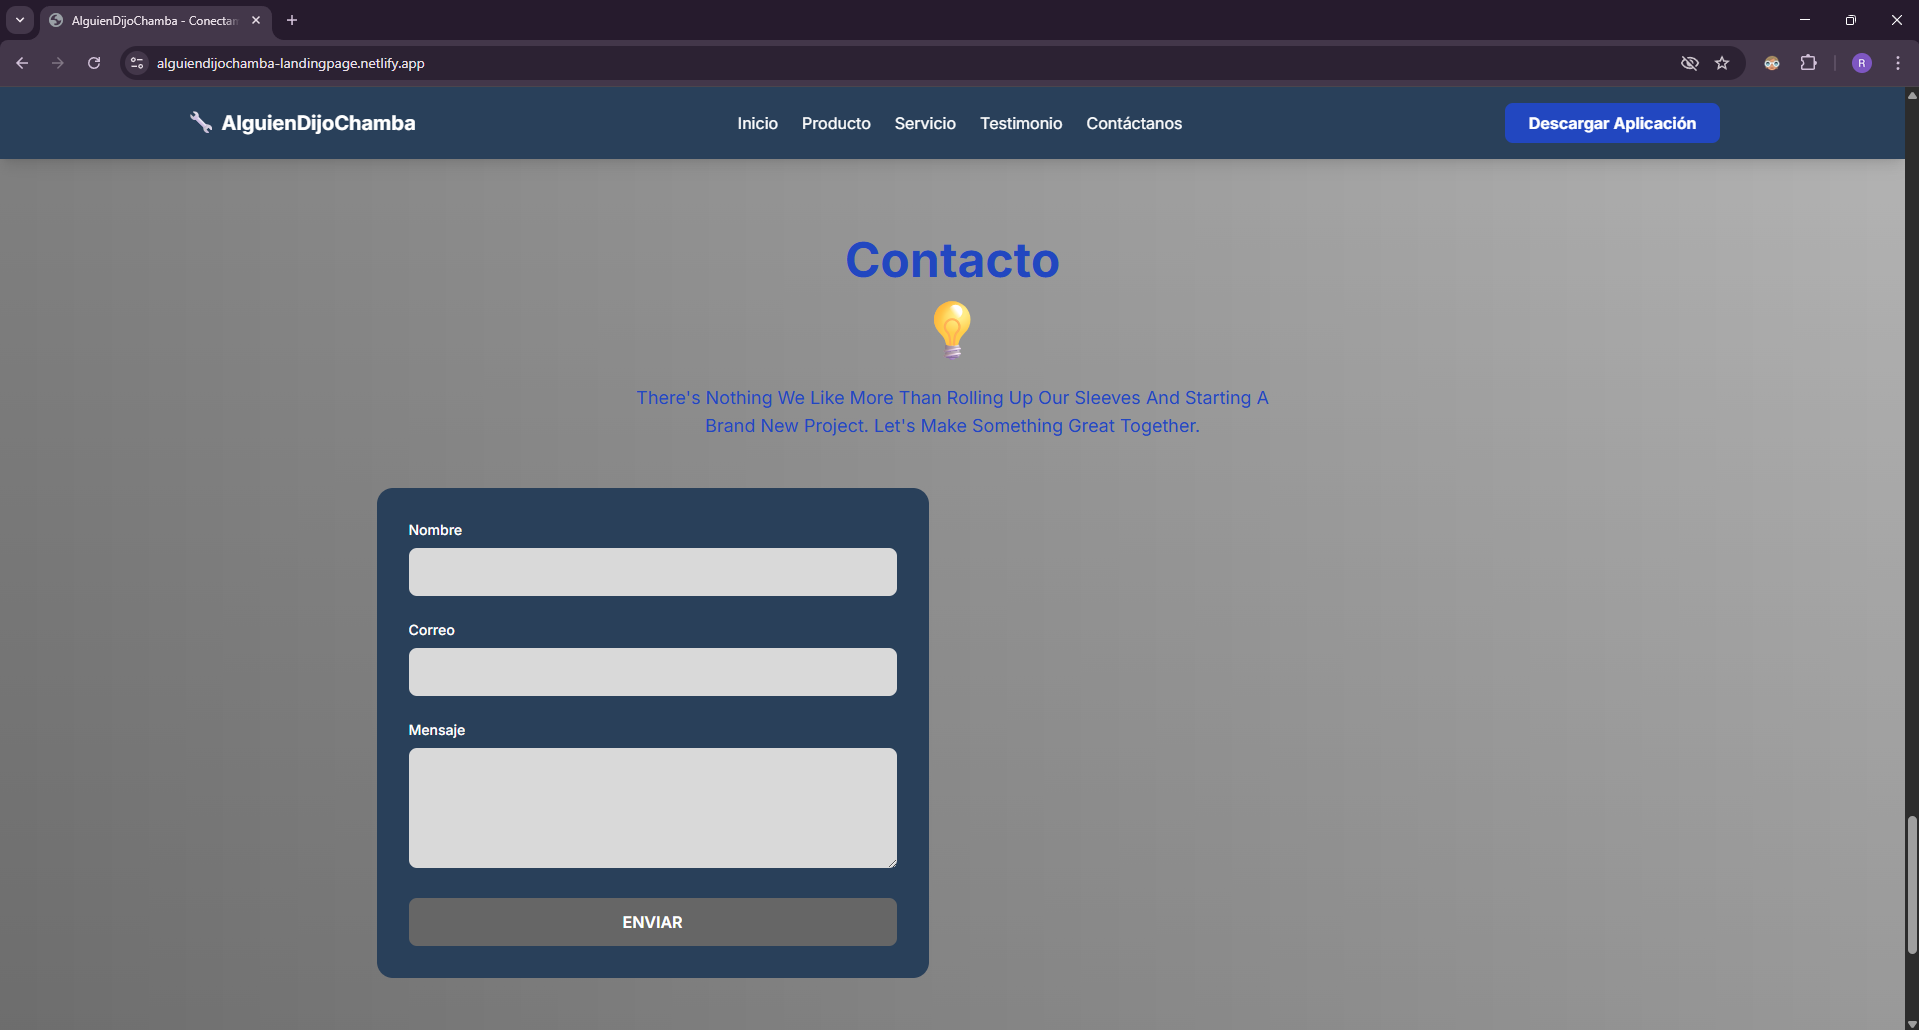 AlguienDijoChamba - Conectan
alguiendijochamba-landingpage.netlify.app
R
AlguienDijoChamba
Inicio
Producto
Servicio
Testimonio
Contáctanos
Descargar Aplicación
Contacto
There's Nothing We Like More Than Rolling Up Our Sleeves And Starting A
Brand New Project. Let's Make Something Great Together.
Nombre
Correo
Mensaje
ENVIAR